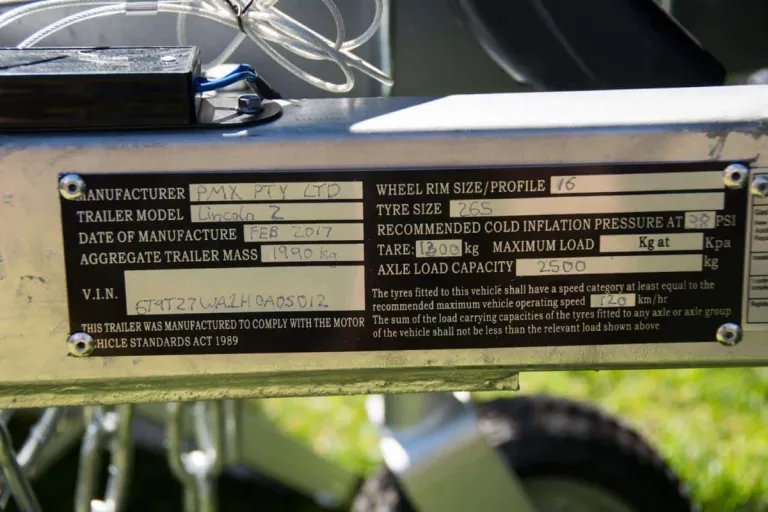 MANUFACTURER PMX PTY LTD
TRAILER MODEL Lincoln 2
DATE OF MANUFACTURE FEB 2017
AGGREGATE TRAILER MASS 1990 Kg
V.I.N. 6T9T27WA1H0A0S012
THIS TRAILER WAS MANUFACTURED TO COMPLY WITH THE MOTOR
VEHICLE STANDARDS ACT 1989
WHEEL RIM SIZE/PROFILE 16
TYRE SIZE 265
RECOMMENDED COLD INFLATION PRESSURE AT 38 PSI
TARE: 1300 kg MAXIMUM LOAD Kg at Kpa
AXLE LOAD CAPACITY 2500 kg
The tyres fitted to this vehicle shall have a speed category at least equal to the
recommended maximum vehicle operating speed 120 km/hr
The sum of the load carrying capacities of the tyres fitted to any axle or axle group
of the vehicle shall not be less than the relevant load shown above